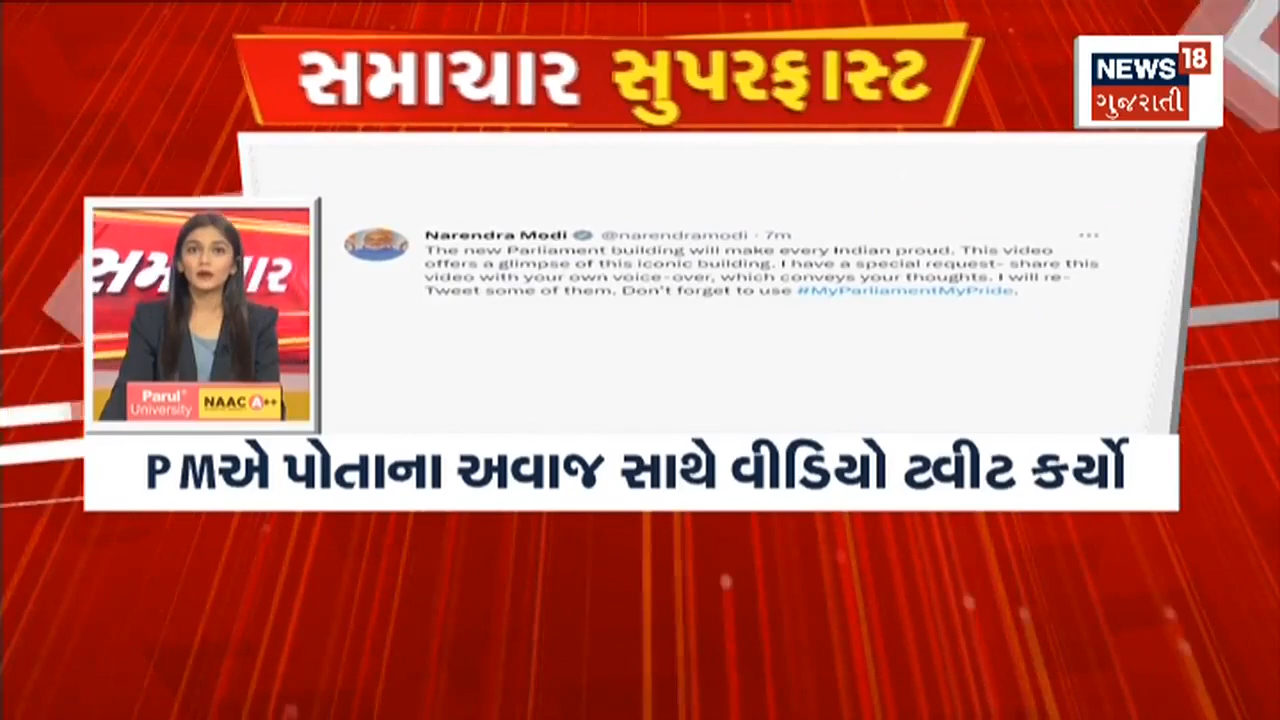 સમાચાર સુપરફાસ્ટ
NEWS 18
ગુજરાતી
Narendra Modi @narendramodi · 7m
The new Parliament building will make every Indian proud. This video
offers a glimpse of this iconic building. I have a special request- share this
video with your own voice-over, which conveys your thoughts. I will re-
Tweet some of them. Don't forget to use #MyParliamentMyPride.
Parul
University
NAAC A++
PMએ પોતાના અવાજ સાથે વીડિયો ટ્વીટ કર્યો